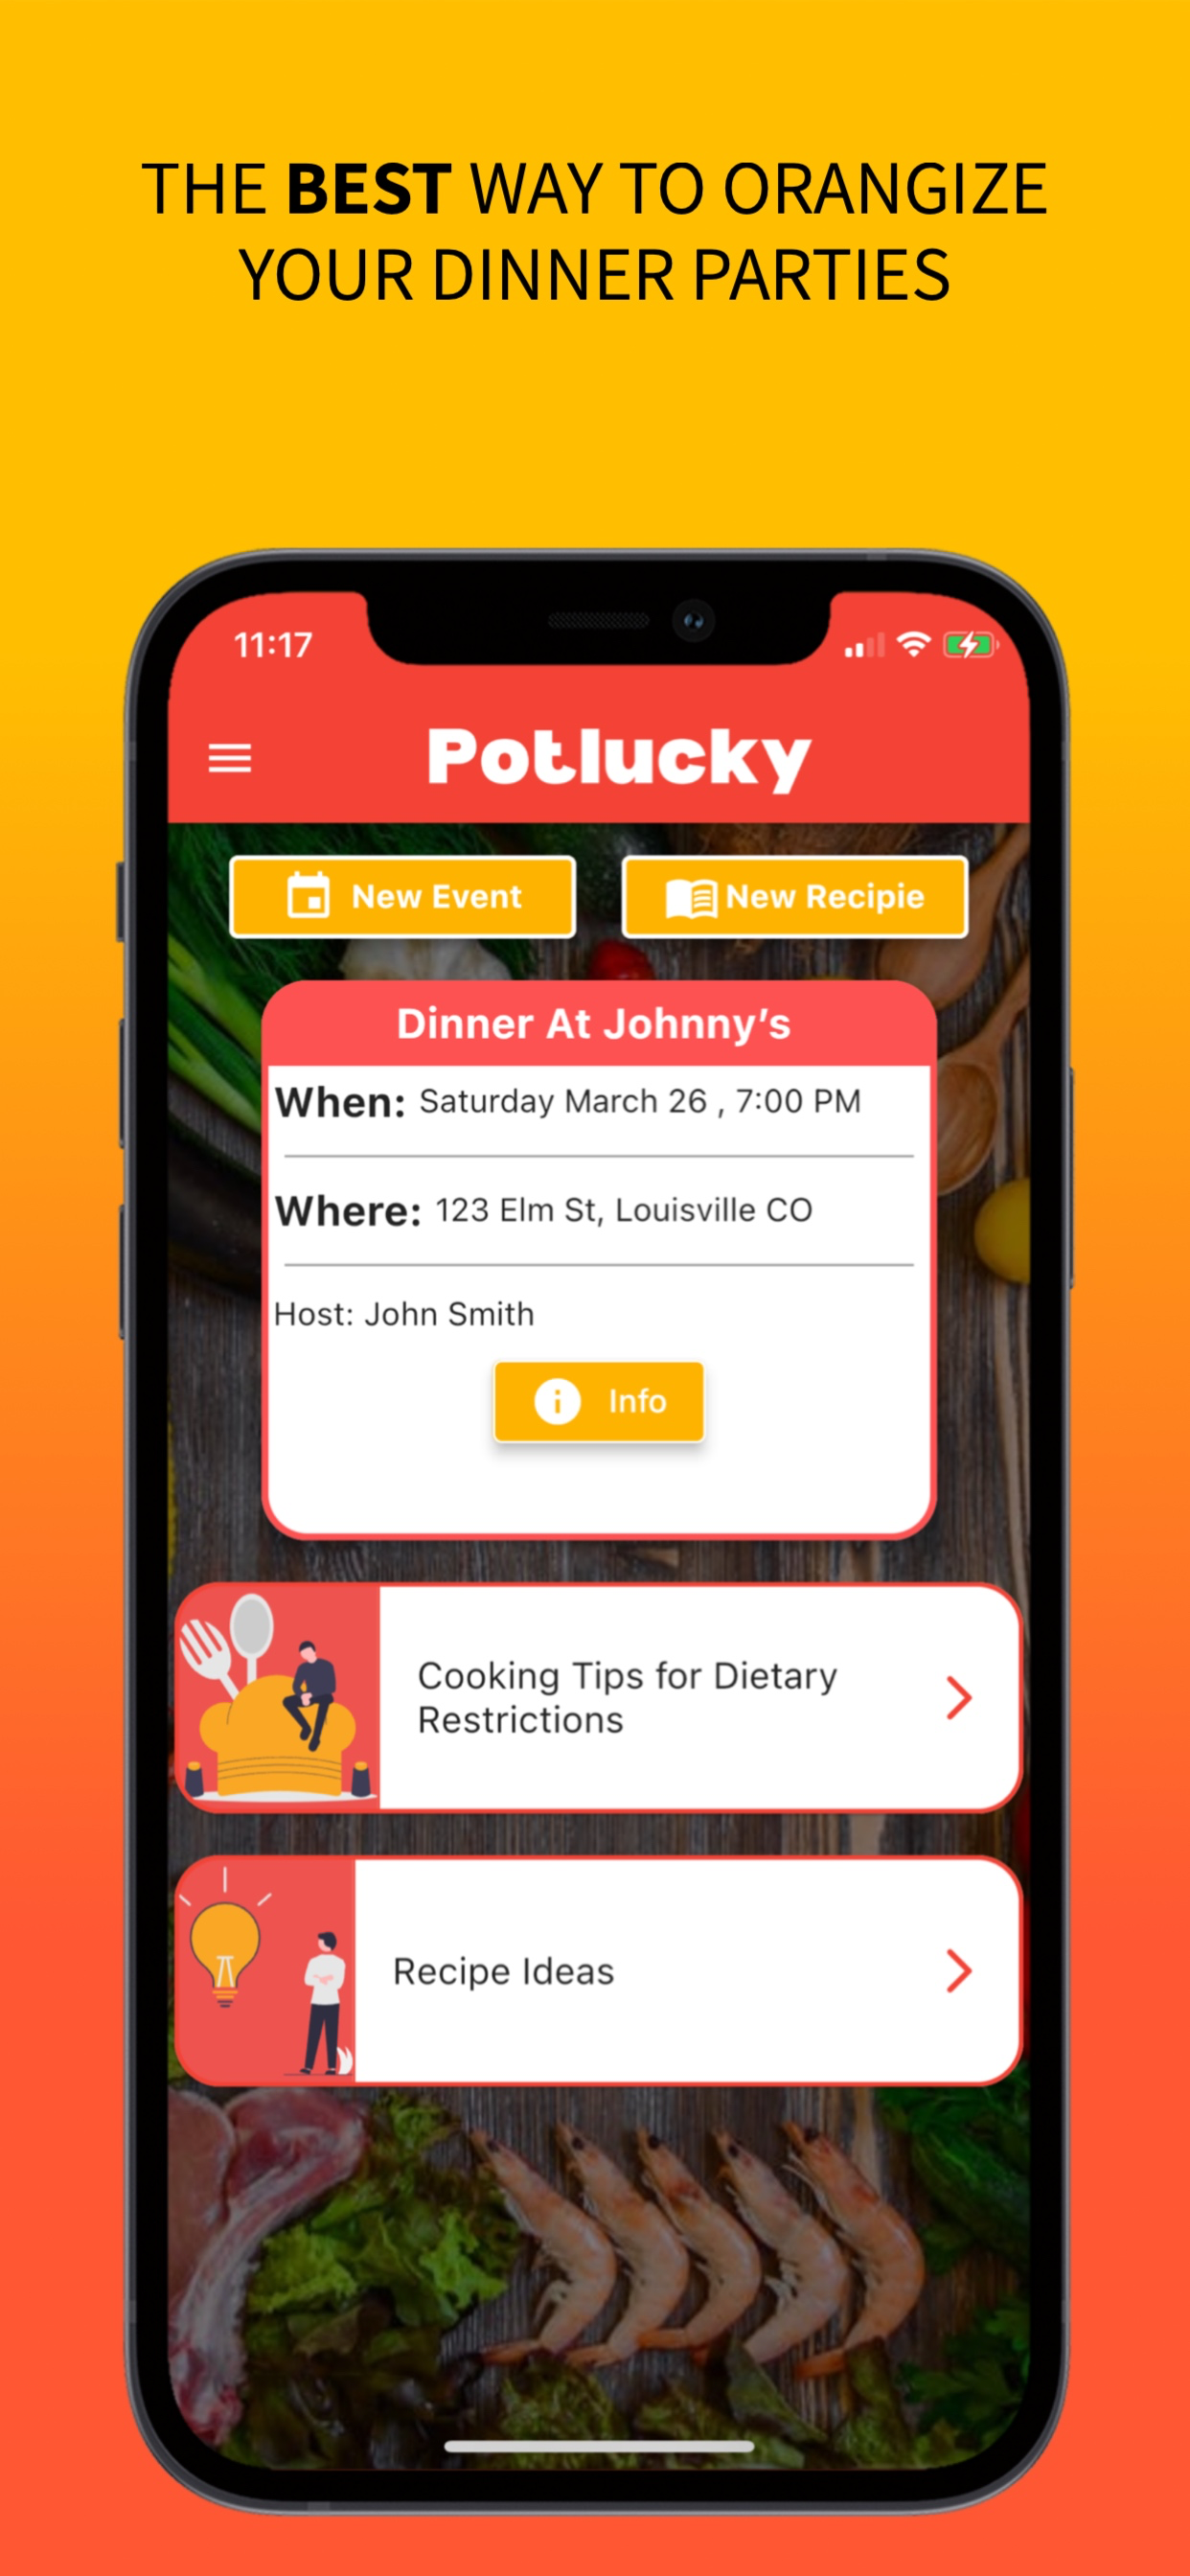 THE BEST WAY TO ORANGIZE
YOUR DINNER PARTIES
11:17
Potlucky
New Event
New Recipie
Dinner At Johnny’s
When: Saturday March 26 , 7:00 PM
Where: 123 Elm St, Louisville CO
Host: John Smith
Info
Cooking Tips for Dietary
Restrictions
Recipe Ideas